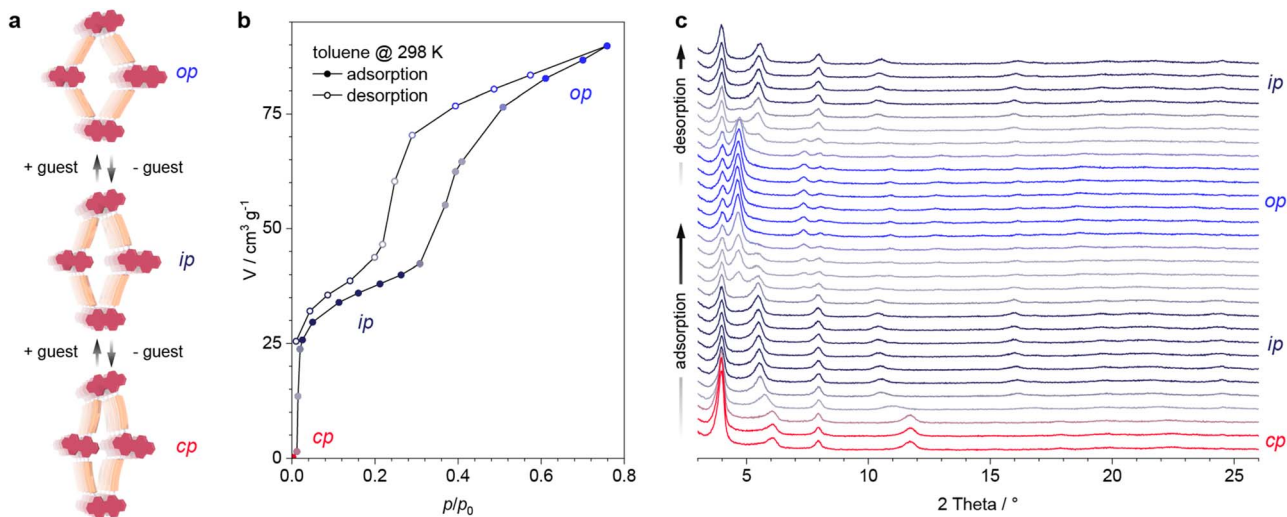 a
op
+ guest
- guest
ip
+ guest
- guest
cp
b
toluene @ 298 K
adsorption
desorption
op
ip
cp
V / cm³ g⁻¹
75
50
25
0
0.0 0.2 0.4 0.6 0.8
p/p₀
c
desorption
adsorption
ip
op
ip
cp
5 10 15 20 25
2 Theta / °